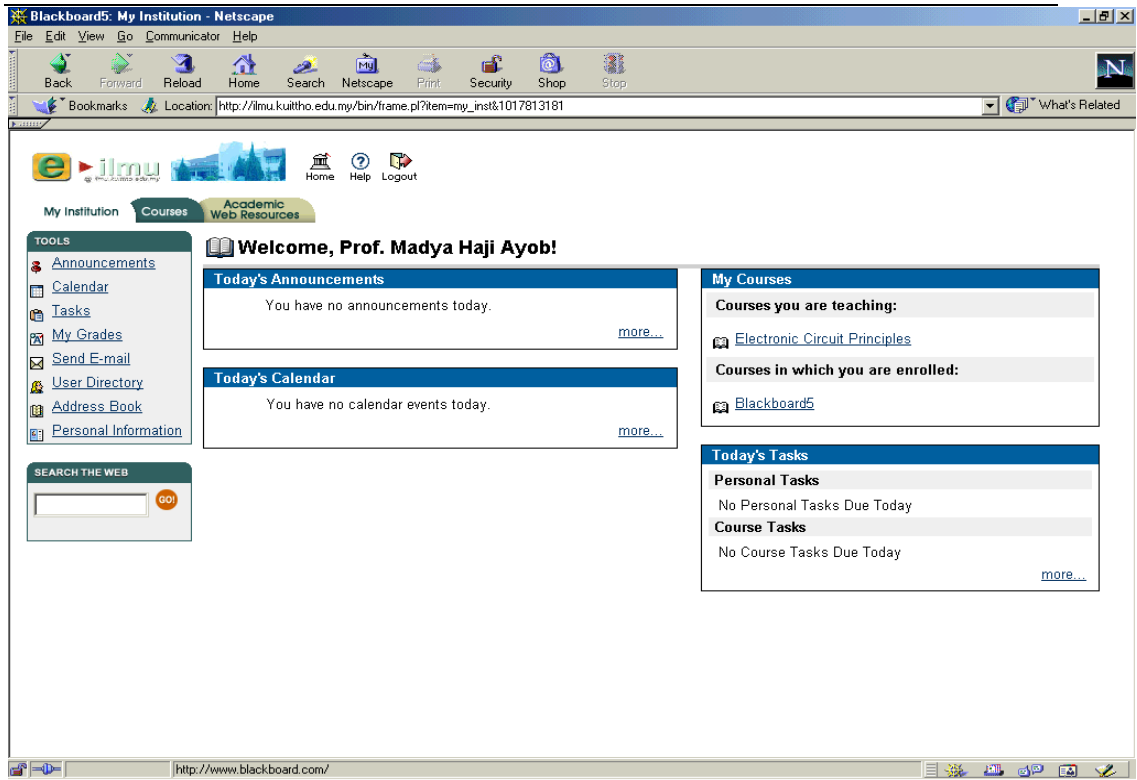 Blackboard5: My Institution - Netscape
File Edit View Go Communicator Help
Back Forward Reload Home Search Netscape Print Security Shop Stop
My
N
Bookmarks Location: http://ilmu.kuittho.edu.my/bin/frame.pl?item=my_inst&1017813181 What's Related
e ilmu
Home Help Logout
My Institution Courses Academic Web Resources
TOOLS
Announcements
Calendar
Tasks
My Grades
Send E-mail
User Directory
Address Book
Personal Information
SEARCH THE WEB
GO!
Welcome, Prof. Madya Haji Ayob!
Today's Announcements
You have no announcements today.
more...
Today's Calendar
You have no calendar events today.
more...
My Courses
Courses you are teaching:
Electronic Circuit Principles
Courses in which you are enrolled:
Blackboard5
Today's Tasks
Personal Tasks
No Personal Tasks Due Today
Course Tasks
No Course Tasks Due Today
more...
http://www.blackboard.com/